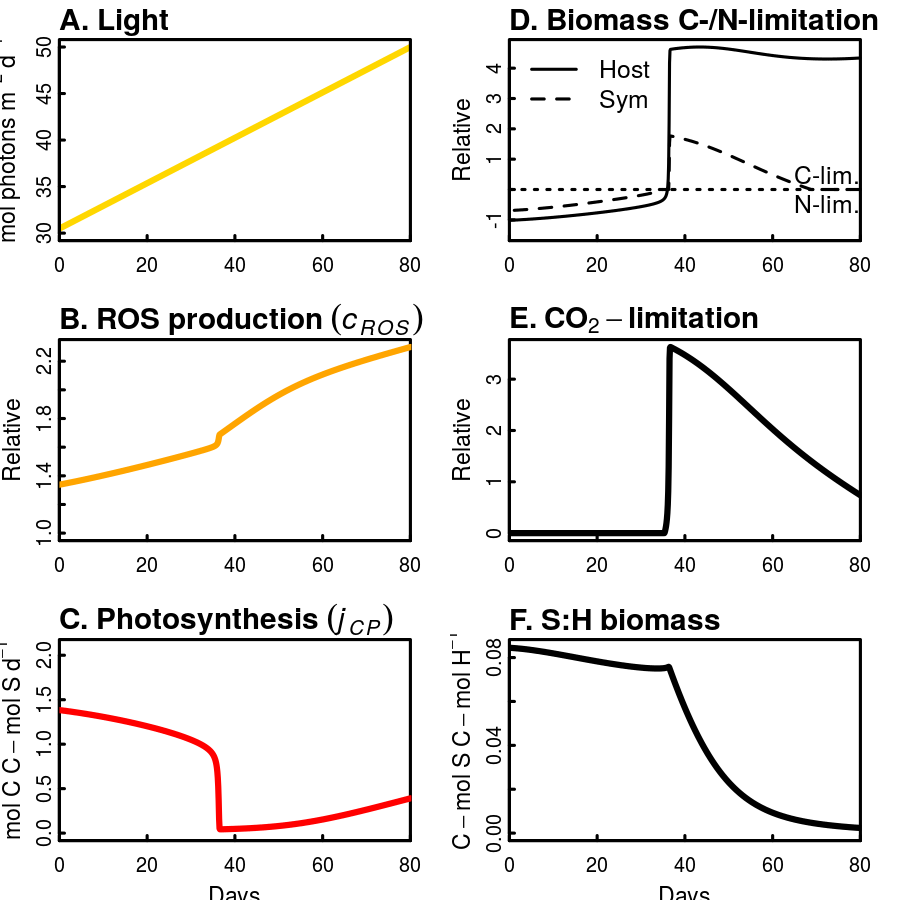 A. Light
mol photons m⁻² d⁻¹
50
45
40
35
30
0 20 40 60 80
B. ROS production (c_ROS)
Relative
2.2
1.8
1.4
1.0
0 20 40 60 80
C. Photosynthesis (j_CP)
mol C C − mol S d⁻¹
2.0
1.5
1.0
0.5
0.0
0 20 40 60 80
Days
D. Biomass C-/N-limitation
Relative
4
3
2
1
-1
Host
Sym
C-lim.
N-lim.
0 20 40 60 80
E. CO₂ − limitation
Relative
3
2
1
0
0 20 40 60 80
F. S:H biomass
C − mol S C − mol H⁻¹
0.08
0.04
0.00
0 20 40 60 80
Days